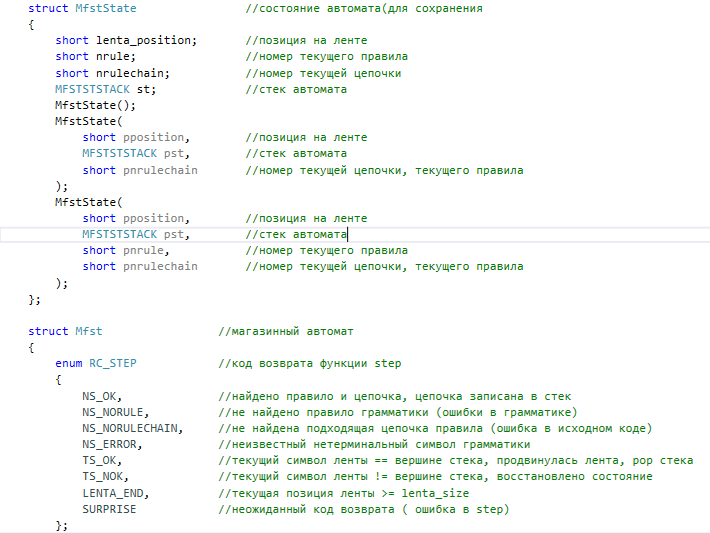 struct MfstState //состояние автомата(для сохранения
{
short lenta_position; //позиция на ленте
short nrule; //номер текущего правила
short nrulechain; //номер текущей цепочки
MFSTSTSTACK st; //стек автомата
MfstState();
MfstState(
short pposition, //позиция на ленте
MFSTSTSTACK pst, //стек автомата
short pnrulechain //номер текущей цепочки, текущего правила
);
MfstState(
short pposition, //позиция на ленте
MFSTSTSTACK pst, //стек автомата
short pnrule, //номер текущего правила
short pnrulechain //номер текущей цепочки, текущего правила
);
};
struct Mfst //магазинный автомат
{
enum RC_STEP //код возврата функции step
{
NS_OK, //найдено правило и цепочка, цепочка записана в стек
NS_NORULE, //не найдено правило грамматики (ошибки в грамматике)
NS_NORULECHAIN, //не найдена подходящая цепочка правила (ошибка в исходном коде)
NS_ERROR, //неизвестный нетерминальный символ грамматики
TS_OK, //текущий символ ленты == вершине стека, продвинулась лента, pop стека
TS_NOK, //текущий символ ленты != вершине стека, восстановлено состояние
LENTA_END, //текущая позиция ленты >= lenta_size
SURPRISE //неожиданный код возврата ( ошибка в step)
};